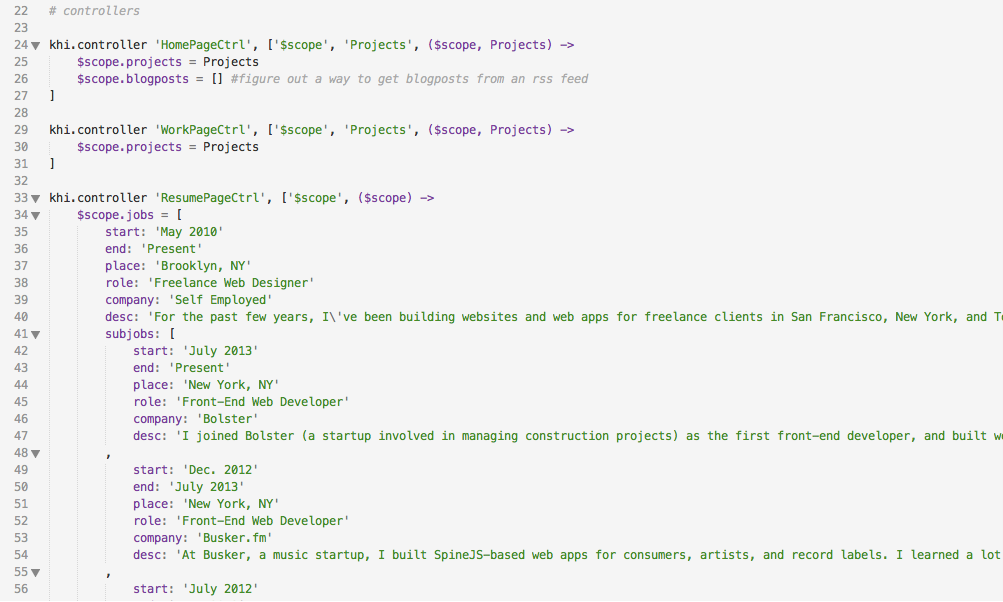 22 # controllers
23
24 khi.controller 'HomePageCtrl', ['$scope', 'Projects', ($scope, Projects) ->
25 $scope.projects = Projects
26 $scope.blogposts = [] #figure out a way to get blogposts from an rss feed
27 ]
28
29 khi.controller 'WorkPageCtrl', ['$scope', 'Projects', ($scope, Projects) ->
30 $scope.projects = Projects
31 ]
32
33 khi.controller 'ResumePageCtrl', ['$scope', ($scope) ->
34 $scope.jobs = [
35 start: 'May 2010'
36 end: 'Present'
37 place: 'Brooklyn, NY'
38 role: 'Freelance Web Designer'
39 company: 'Self Employed'
40 desc: 'For the past few years, I\'ve been building websites and web apps for freelance clients in San Francisco, New York, and
41 subjobs: [
42 start: 'July 2013'
43 end: 'Present'
44 place: 'New York, NY'
45 role: 'Front-End Web Developer'
46 company: 'Bolster'
47 desc: 'I joined Bolster (a startup involved in managing construction projects) as the first front-end developer, and built
48 ,
49 start: 'Dec. 2012'
50 end: 'July 2013'
51 place: 'New York, NY'
52 role: 'Front-End Web Developer'
53 company: 'Busker.fm'
54 desc: 'At Busker, a music startup, I built SpineJS-based web apps for consumers, artists, and record labels. I learned a lot
55 ,
56 start: 'July 2012'